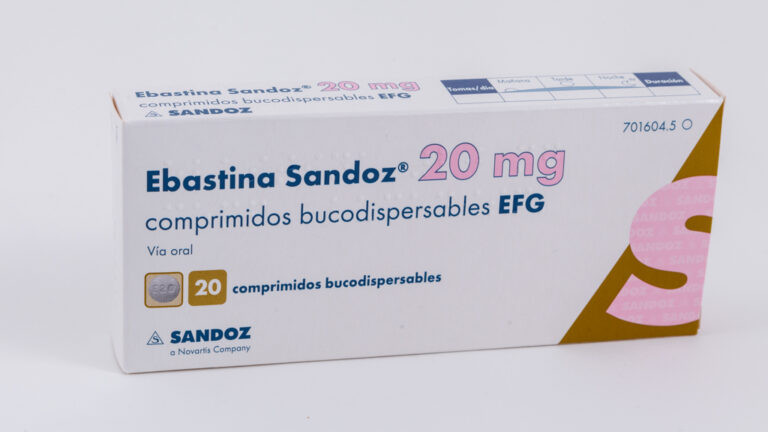 Ebastina Sandoz® 20 mg
comprimidos bucodispersables EFG
SANDOZ
Tomas/día Mañana Tarde Noche Duración
701604.5
Ebastina Sandoz® 20 mg
comprimidos bucodispersables EFG
Vía oral
20 comprimidos bucodispersables
SANDOZ
a Novartis Company
S